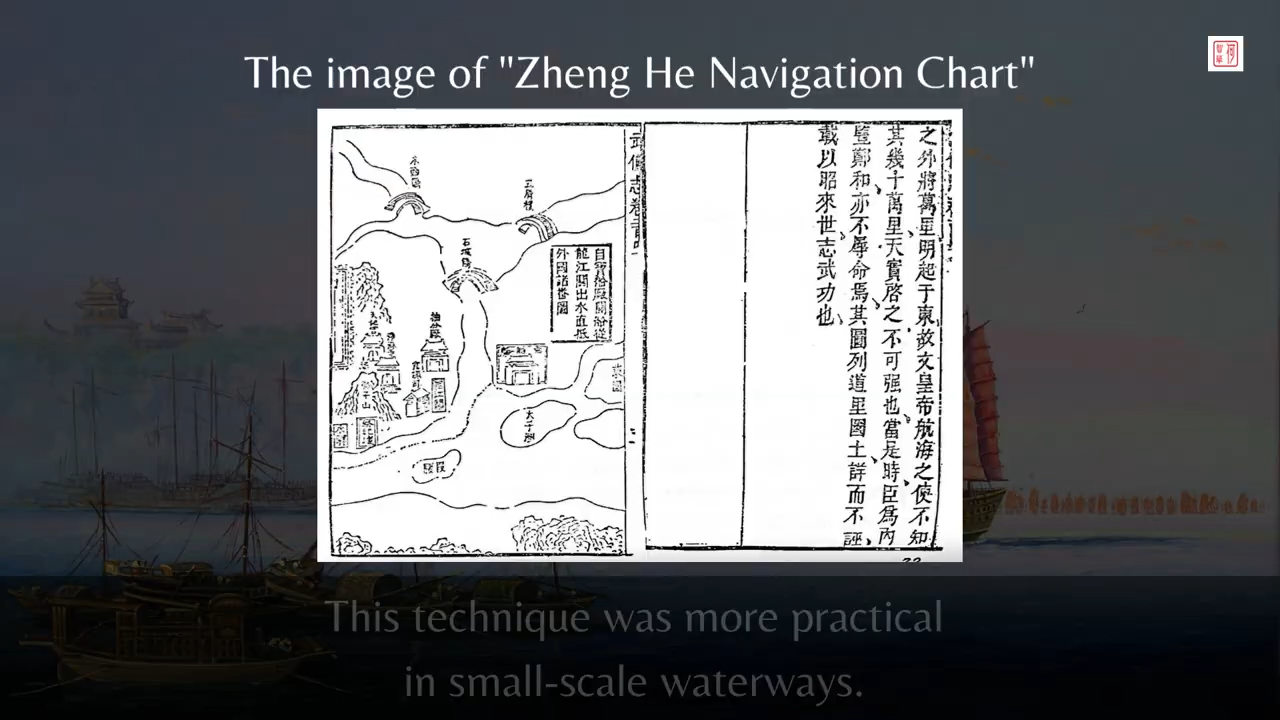 The image of "Zheng He Navigation Chart"
之外將萬里明起于東故文皇帝航海之使不知
其幾十萬里天實啓之不可强也當是時臣爲內
豎鄭和亦不辱命焉其圖列道里國土詳而不
誣
載以昭來世志武功也
自寶船厰開船從
龍江關出水直抵
外國諸番圖
This technique was more practical
in small-scale waterways.